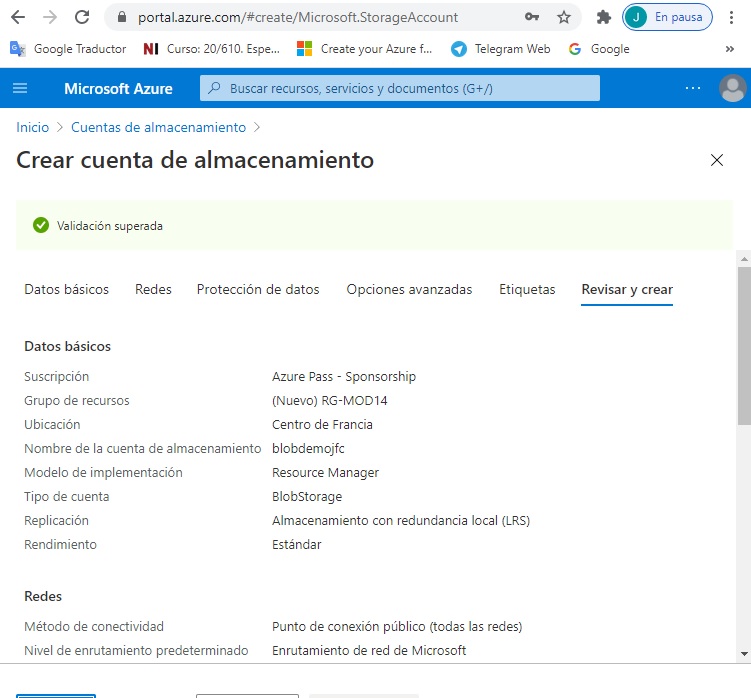 portal.azure.com/#create/Microsoft.StorageAccount
J En pausa
Google Traductor NI Curso: 20/610. Espe... Create your Azure f... Telegram Web G Google »
Microsoft Azure Buscar recursos, servicios y documentos (G+/) ...
Inicio > Cuentas de almacenamiento >
Crear cuenta de almacenamiento
Validación superada
Datos básicos Redes Protección de datos Opciones avanzadas Etiquetas Revisar y crear
Datos básicos
Suscripción Azure Pass - Sponsorship
Grupo de recursos (Nuevo) RG-MOD14
Ubicación Centro de Francia
Nombre de la cuenta de almacenamiento blobdemojfc
Modelo de implementación Resource Manager
Tipo de cuenta BlobStorage
Replicación Almacenamiento con redundancia local (LRS)
Rendimiento Estándar
Redes
Método de conectividad Punto de conexión público (todas las redes)
Nivel de enrutamiento predeterminado Enrutamiento de red de Microsoft